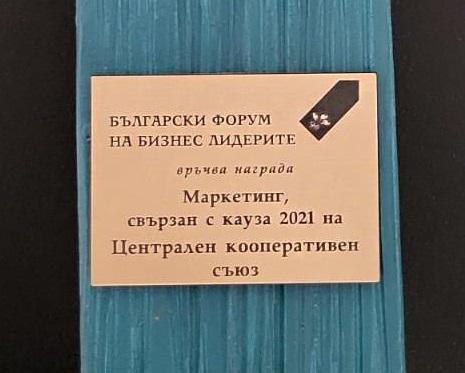 БЪЛГАРСКИ ФОРУМ
НА БИЗНЕС ЛИДЕРИТЕ
връчва награда
Маркетинг,
свързан с кауза 2021 на
Централен кооперативен
съюз